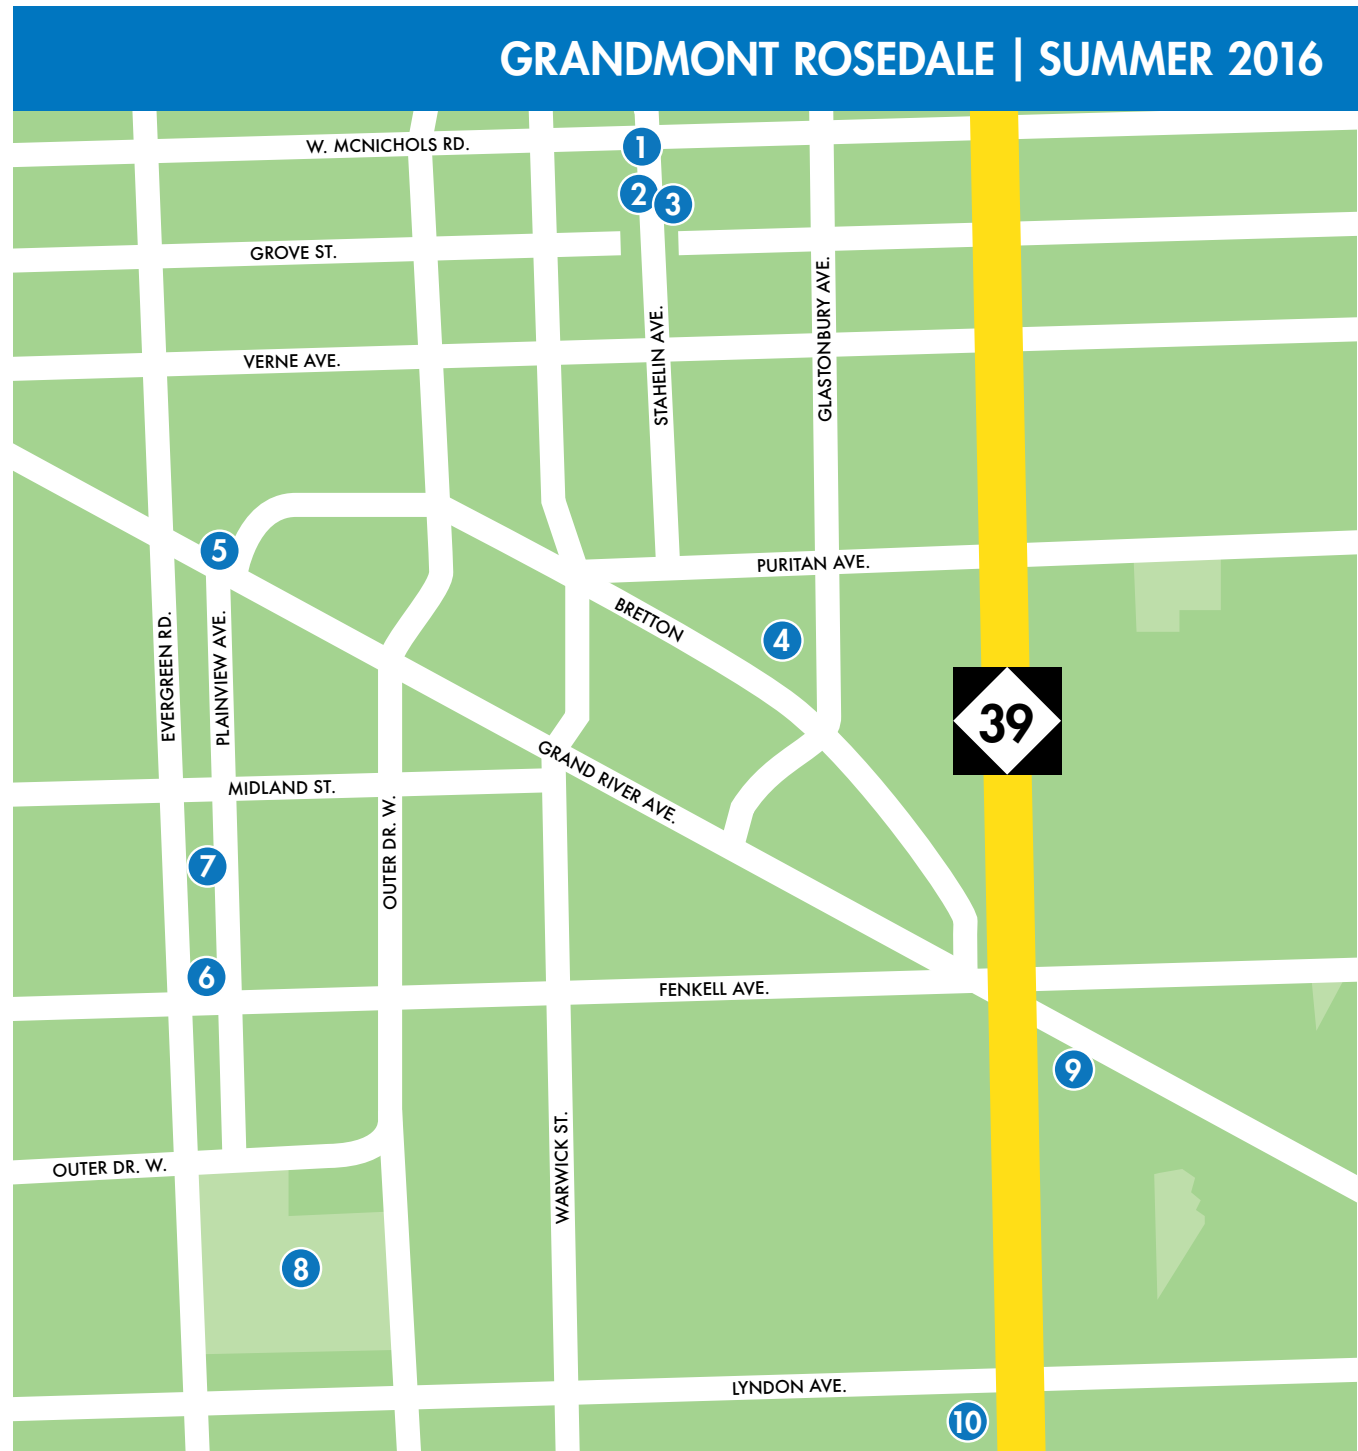 GRANDMONT ROSEDALE | SUMMER 2016
W. MCNICHOLS RD.
1
2
3
GROVE ST.
GLASTONBURY AVE.
STAHELIN AVE.
VERNE AVE.
5
PURITAN AVE.
BRETTON
4
EVERGREEN RD.
PLAINVIEW AVE.
39
GRAND RIVER AVE.
MIDLAND ST.
OUTER DR. W.
7
6
FENKELL AVE.
9
WARWICK ST.
OUTER DR. W.
8
LYNDON AVE.
10